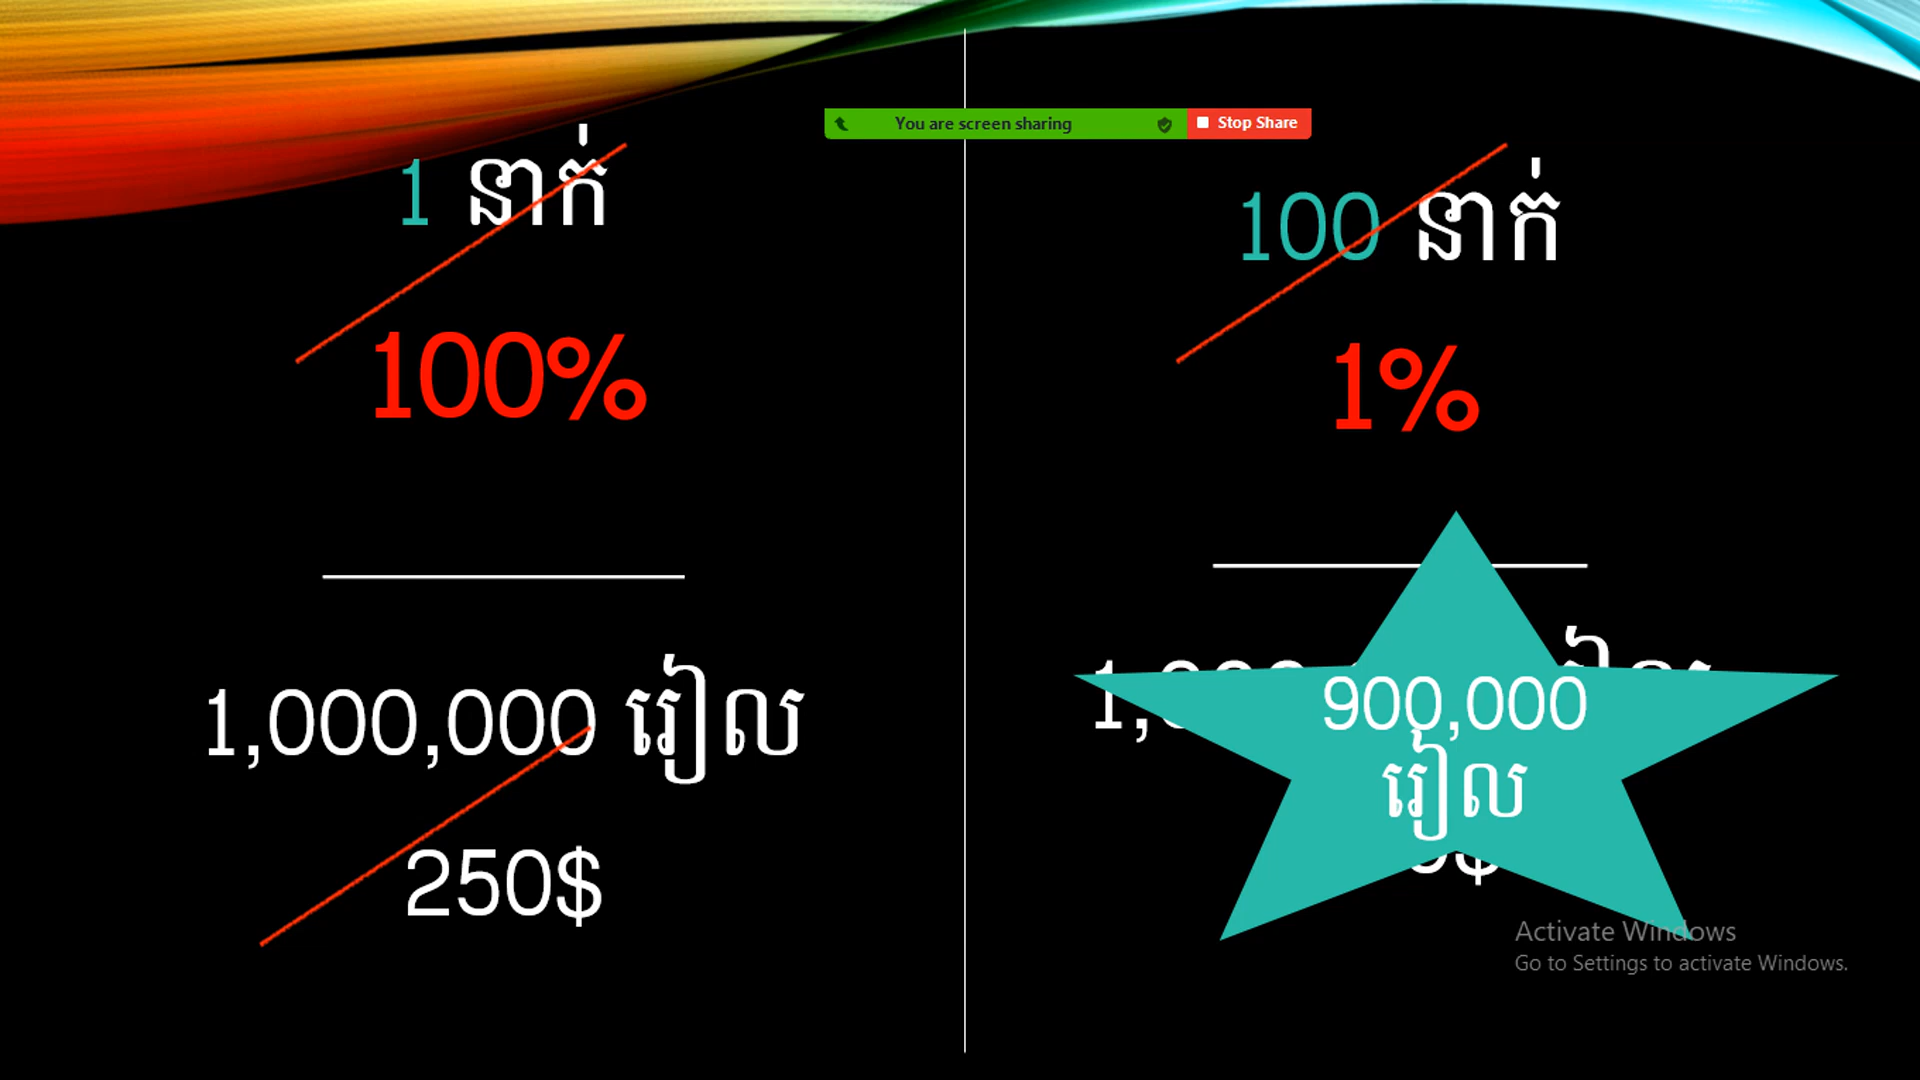 You are screen sharing
Stop Share
1 នាក់
100%
1,000,000 រៀល
250$
100 នាក់
1%
900,000
រៀល
Activate Windows
Go to Settings to activate Windows.